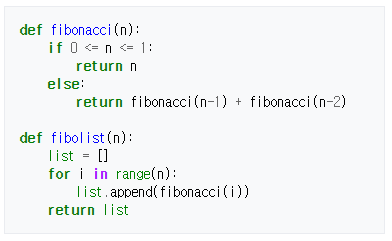 def fibonacci(n):
    if 0 <= n <= 1:
        return n
    else:
        return fibonacci(n-1) + fibonacci(n-2)

def fibolist(n):
    list = []
    for i in range(n):
        list.append(fibonacci(i))
    return list